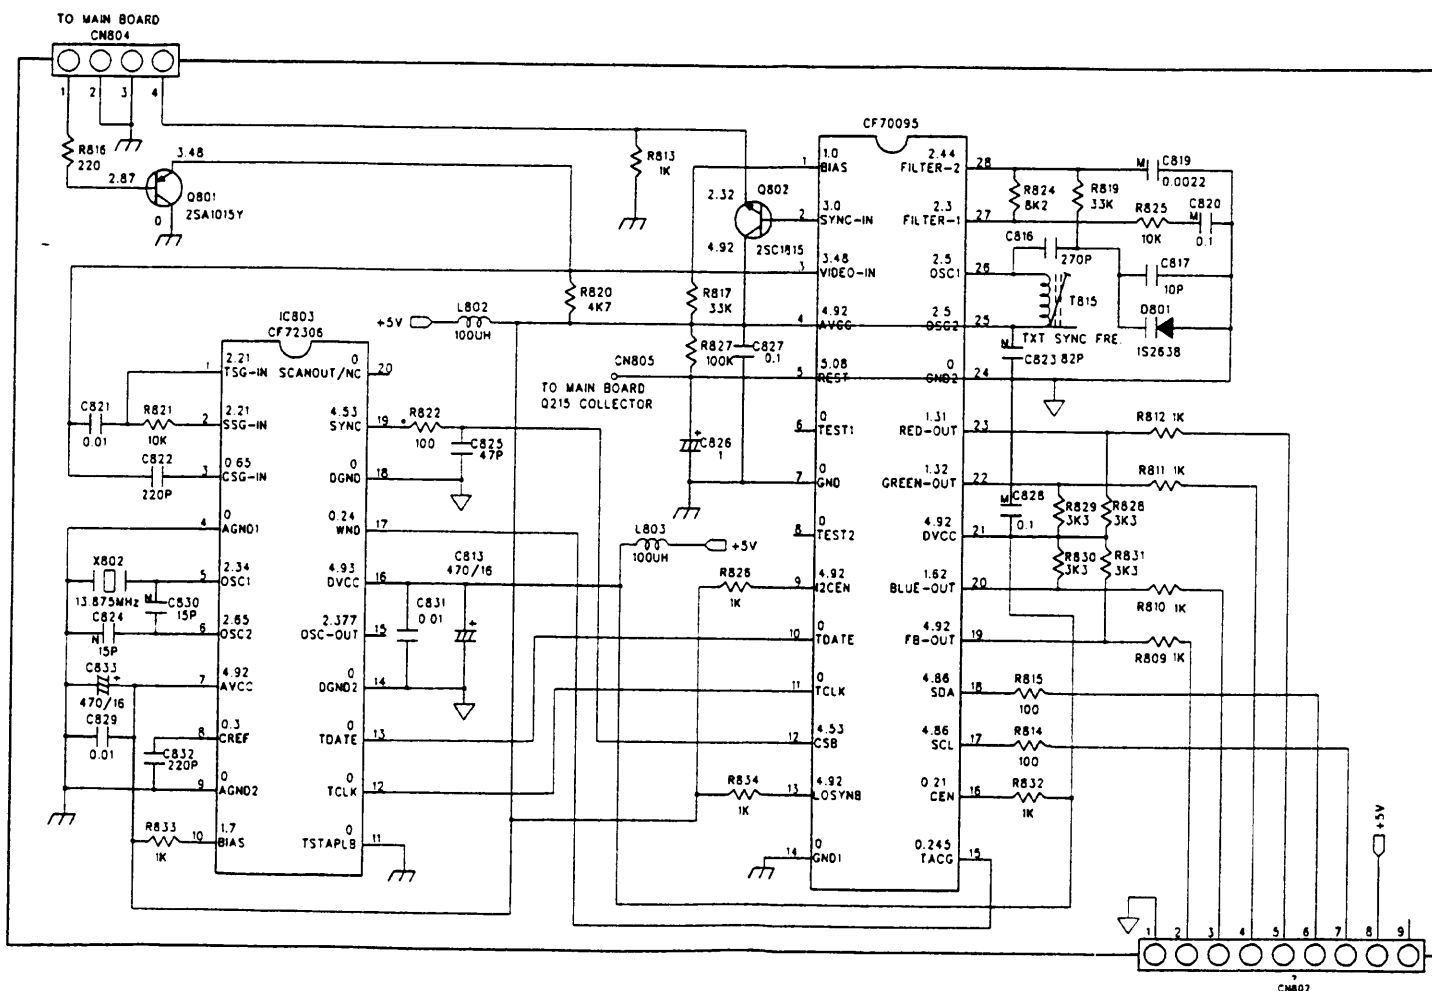 TO MAIN BOARD
CN804
1 2 3 4
R816
220
3.48
2.87
Q801
2SA1015Y
0
R813
1K
Q802
2.32
4.92
2SC1815
R820
4K7
R817
33K
L802
+5V
100UH
R827
100K
C827
0.1
CN805
TO MAIN BOARD
Q215 COLLECTOR
C826
1
+
CF70095
1.0
1 BIAS
3.0
2 SYNC-IN
3.48
3 VIDEO-IN
4.92
4 AVCC
5.08
5 REST
0
6 TEST1
0
7 GND
0
8 TEST2
4.92
9 42CEN
0
10 TDATE
0
11 TCLK
4.53
12 CSB
4.92
13 LOSYNB
0
14 GND1
2.44
FILTER-2 28
2.3
FILTER-1 27
2.5
OSC1 26
2.5
OSC2 25
0
GND2 24
1.31
RED-OUT 23
1.32
GREEN-OUT 22
4.92
DVCC 21
1.62
BLUE-OUT 20
4.92
FB-OUT 19
4.86
SDA 18
4.86
SCL 17
0.21
CEN 16
0.245
TACG 15
M C819
0.0022
R824
8K2
R819
33K
R825
10K
M C820
0.1
C816
270P
C817
10P
T815
TXT SYNC FRE.
D801
1S2638
N
C823 82P
R812 1K
R811 1K
M C828
0.1
R829
3K3
R828
3K3
R830
3K3
R831
3K3
R810 1K
R809 1K
R815
100
R814
100
R832
1K
IC803
CF72306
2.21
1 TSG-IN
2.21
2 SSG-IN
0.65
3 CSG-IN
0
4 AGND1
2.34
5 OSC1
2.65
6 OSC2
4.92
7 AVCC
0.3
8 CREF
0
9 AGND2
1.7
10 BIAS
0
SCANOUT/NC 20
4.53
SYNC 19
0
DGND 18
0.24
WND 17
4.93
DVCC 16
2.377
OSC-OUT 15
0
DGND2 14
0
TDATE 13
0
TCLK 12
0
TSTAPLB 11
C821
0.01
R821
10K
C822
220P
X802
13.875MHz
M C830
15P
C824
N
15P
C833
+
470/16
C829
0.01
C832
220P
R833
1K
R822
100
C825
47P
C831
0.01
C813
470/16
+
L803
+5V
100UH
R826
1K
R834
1K
+5V
1 2 3 4 5 6 7 8 9
?
CN802